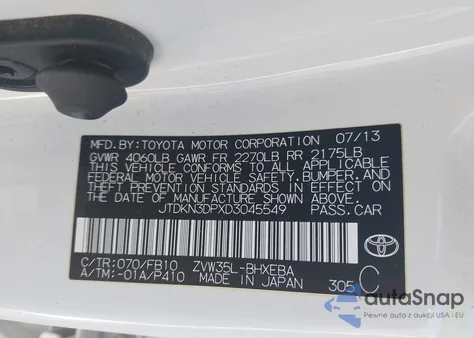 MFD. BY: TOYOTA MOTOR CORPORATION 07/13
GVWR 4060LB GAWR FR 2270LB RR 2175LB
THIS VEHICLE CONFORMS TO ALL APPLICABLE
FEDERAL MOTOR VEHICLE SAFETY, BUMPER, AND
THEFT PREVENTION STANDARDS IN EFFECT ON
THE DATE OF MANUFACTURE SHOWN ABOVE.
JTDKN3DPXD3045549 PASS. CAR
C/TR: 070/FB10 ZVW35L-BHXEBA
A/TM: -01A/P410 MADE IN JAPAN 305 C
TOYOTA
autaSnap
Pewne auta z aukcji USA i EU